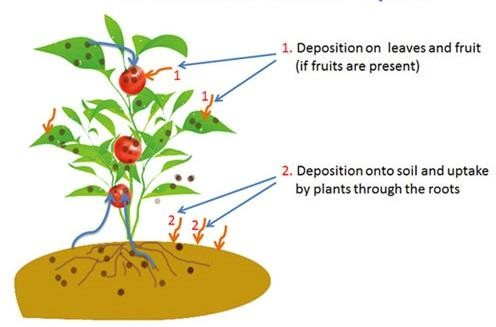 1. Deposition on leaves and fruit
(if fruits are present)
1
1
2. Deposition onto soil and uptake
by plants through the roots
2
2